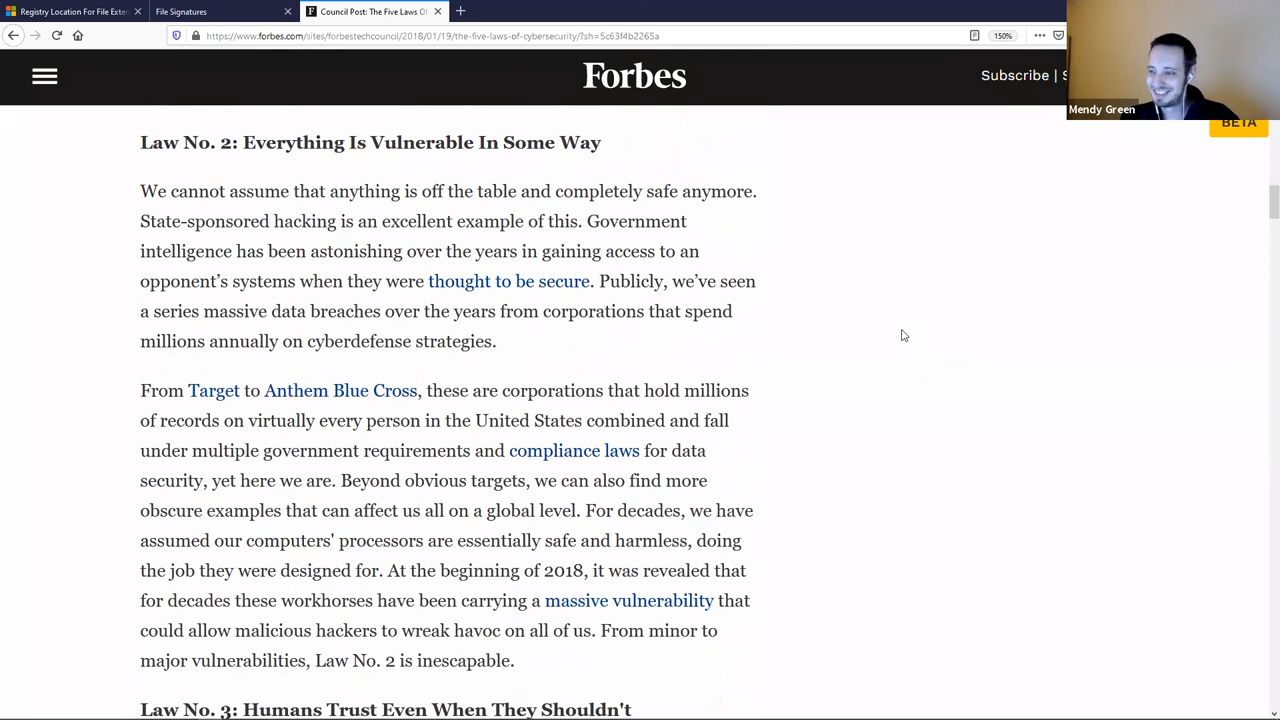 Registry Location For File Exten
File Signatures
Council Post: The Five Laws Of
https://www.forbes.com/sites/forbestechcouncil/2018/01/19/the-five-laws-of-cybersecurity/?sh=5c63f4b2265a
150%
Forbes
Subscribe | S
Mendy Green
BETA
Law No. 2: Everything Is Vulnerable In Some Way
We cannot assume that anything is off the table and completely safe anymore.
State-sponsored hacking is an excellent example of this. Government
intelligence has been astonishing over the years in gaining access to an
opponent’s systems when they were thought to be secure. Publicly, we’ve seen
a series massive data breaches over the years from corporations that spend
millions annually on cyberdefense strategies.
From Target to Anthem Blue Cross, these are corporations that hold millions
of records on virtually every person in the United States combined and fall
under multiple government requirements and compliance laws for data
security, yet here we are. Beyond obvious targets, we can also find more
obscure examples that can affect us all on a global level. For decades, we have
assumed our computers' processors are essentially safe and harmless, doing
the job they were designed for. At the beginning of 2018, it was revealed that
for decades these workhorses have been carrying a massive vulnerability that
could allow malicious hackers to wreak havoc on all of us. From minor to
major vulnerabilities, Law No. 2 is inescapable.
Law No. 3: Humans Trust Even When They Shouldn't